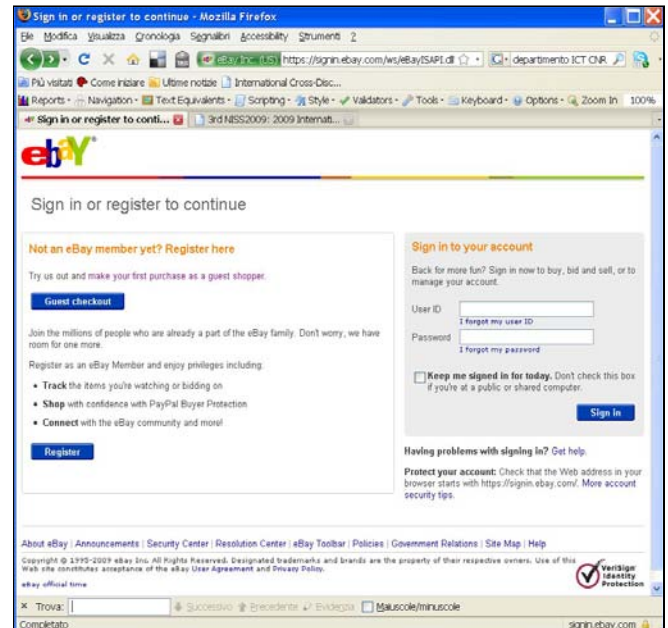 Sign in or register to continue - Mozilla Firefox
File Modifica Visualizza Cronologia Segnalibri Accessibility Strumenti ?
eBay Inc. (US) https://signin.ebay.com/ws/eBayISAPI.dll departimento ICT CNR
Più visitati Come iniziare Ultime notizie International Cross-Disc...
Reports Navigation Text Equivalents Scripting Style Validators Tools Keyboard Options Zoom In 100%
Sign in or register to conti... 3rd NISS2009: 2009 Internati...
ebY
Sign in or register to continue
Not an eBay member yet? Register here
Try us out and make your first purchase as a guest shopper.
Guest checkout
Join the millions of people who are already a part of the eBay family. Don't worry, we have
room for one more.
Register as an eBay Member and enjoy privileges including:
• Track the items you're watching or bidding on
• Shop with confidence with PayPal Buyer Protection
• Connect with the eBay community and more!
Register
Sign in to your account
Back for more fun? Sign in now to buy, bid and sell, or to
manage your account.
User ID
I forgot my user ID
Password
I forgot my password
Keep me signed in for today. Don't check this box
if you're at a public or shared computer.
Sign in
Having problems with signing in? Get help.
Protect your account: Check that the Web address in your
browser starts with https://signin.ebay.com/. More account
security tips.
About eBay | Announcements | Security Center | Resolution Center | eBay Toolbar | Policies | Government Relations | Site Map | Help
Copyright © 1995-2009 eBay Inc. All Rights Reserved. Designated trademarks and brands are the property of their respective owners. Use of this
Web site constitutes acceptance of the eBay User Agreement and Privacy Policy.
eBay official time
VeriSign
Identity
Protection
Trova: Successivo Precedente Evidenzia Maiuscole/minuscole
Completato signin.ebay.com